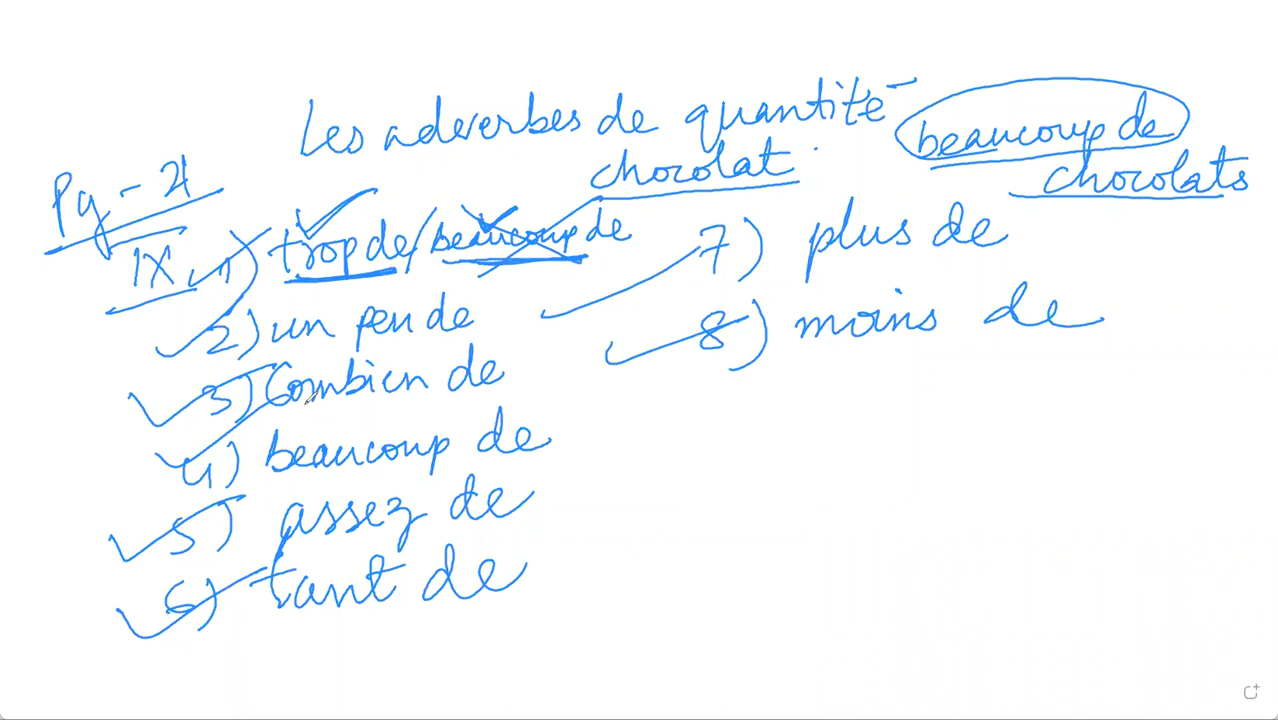 Les adeverbes de quantité
beaucoup de
chocolats
chocolat
Pg - 21
IX 1) trop de / beaucoup de
2) un peu de
3) Combien de
4) beaucoup de
5) assez de
6) tant de
7) plus de
8) moins de